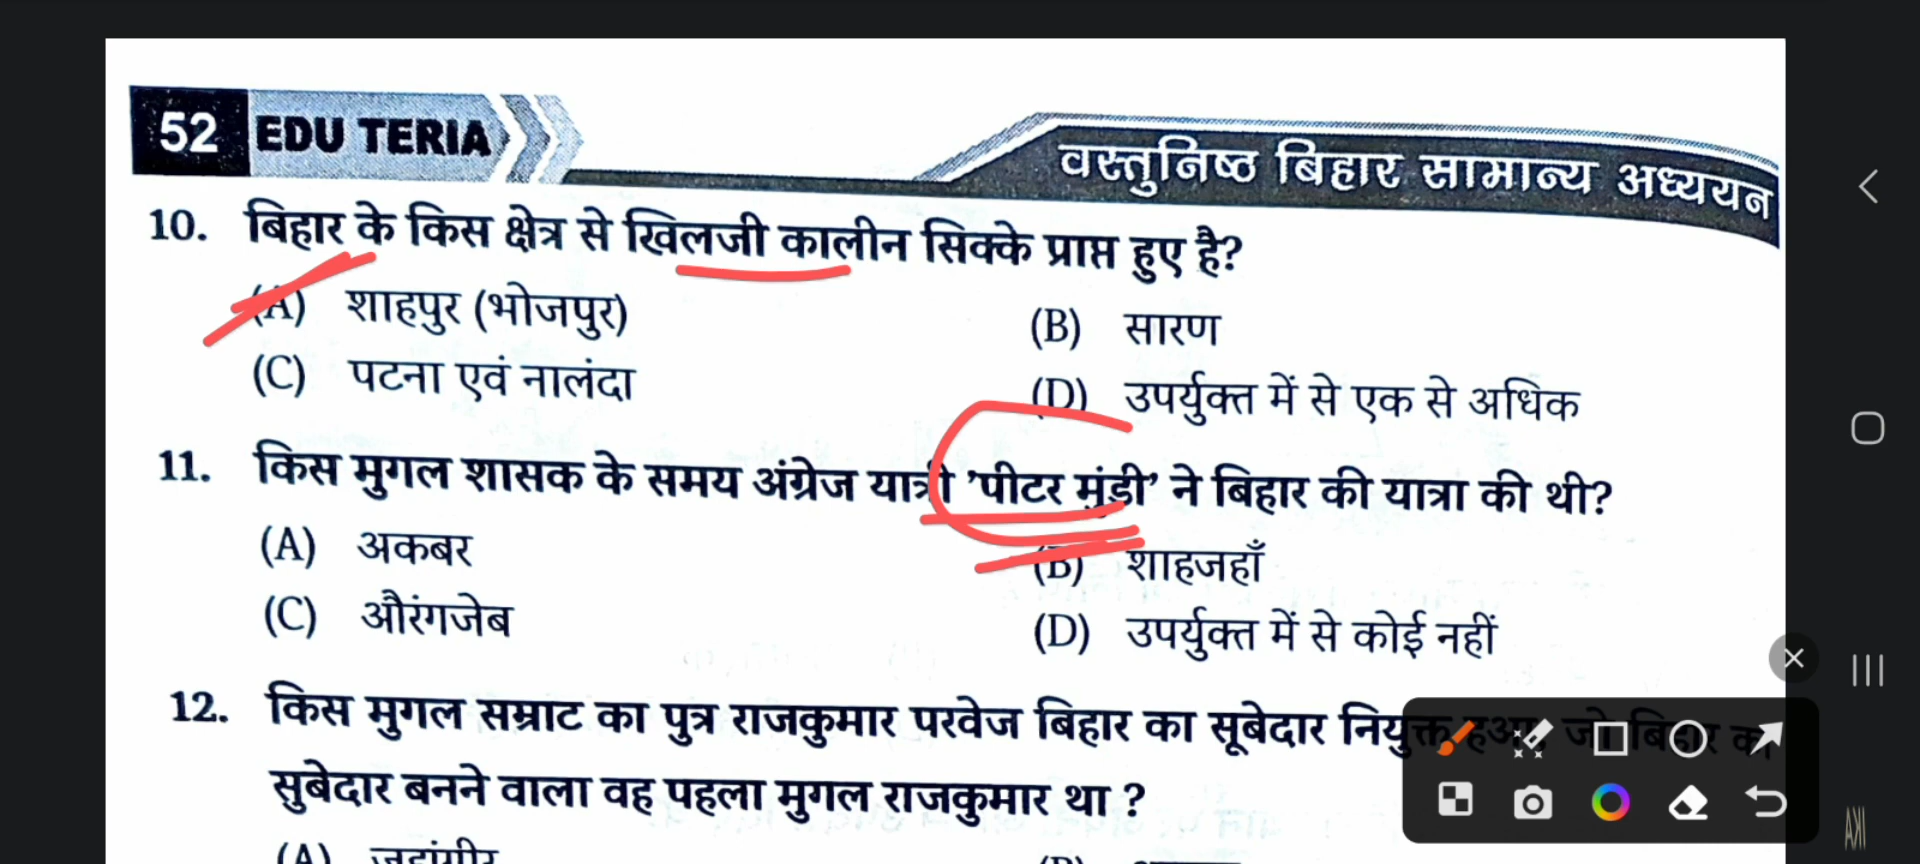 52 EDU TERIA
वस्तुनिष्ठ बिहार सामान्य अध्ययन
10. बिहार के किस क्षेत्र से खिलजी कालीन सिक्के प्राप्त हुए है?
(A) शाहपुर (भोजपुर)
(B) सारण
(C) पटना एवं नालंदा
(D) उपर्युक्त में से एक से अधिक
11. किस मुगल शासक के समय अंग्रेज यात्री 'पीटर मुंडी' ने बिहार की यात्रा की थी?
(A) अकबर
(B) शाहजहाँ
(C) औरंगजेब
(D) उपर्युक्त में से कोई नहीं
12. किस मुगल सम्राट का पुत्र राजकुमार परवेज बिहार का सूबेदार नियुक्त हुआ, जो बिहार का
सुबेदार बनने वाला वह पहला मुगल राजकुमार था ?
(A) जहांगीर